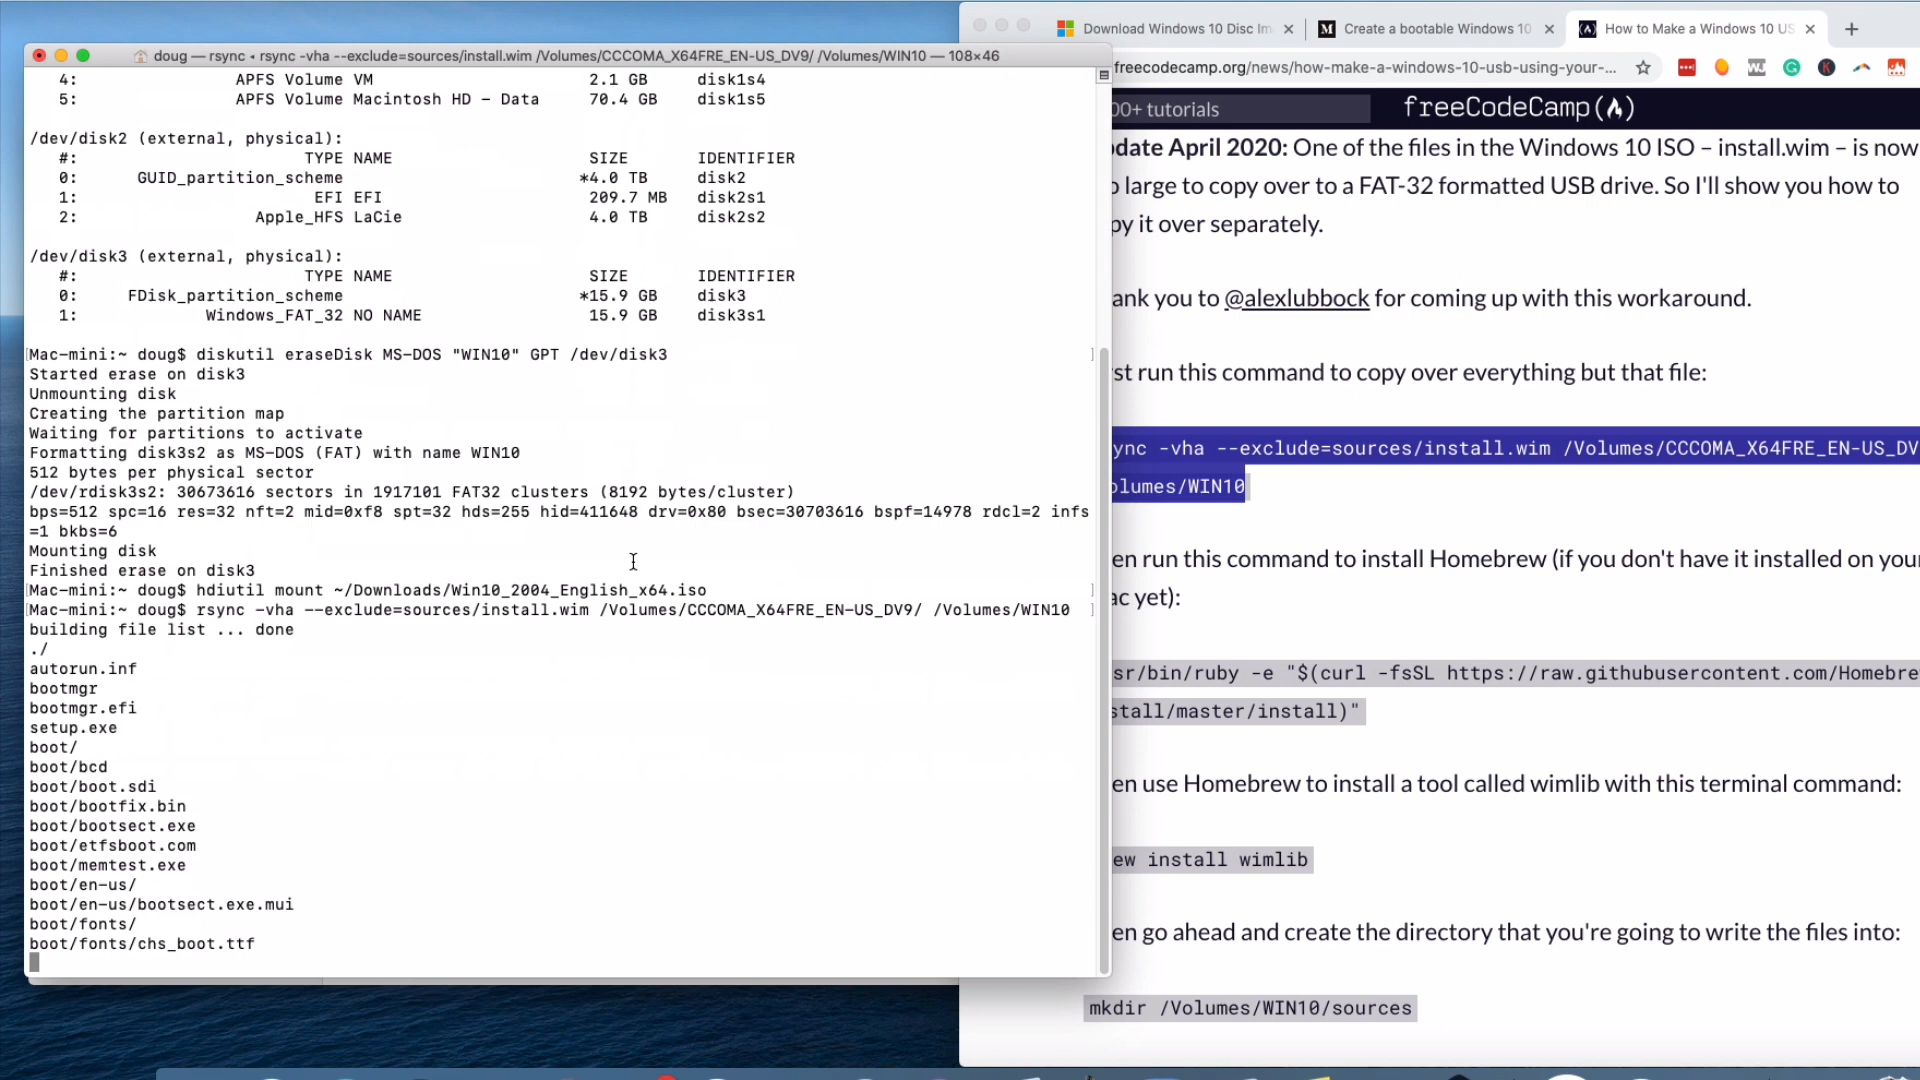 doug — rsync ◂ rsync -vha --exclude=sources/install.wim /Volumes/CCCOMA_X64FRE_EN-US_DV9/ /Volumes/WIN10 — 108×46
4: APFS Volume VM 2.1 GB disk1s4
5: APFS Volume Macintosh HD - Data 70.4 GB disk1s5
/dev/disk2 (external, physical):
#: TYPE NAME SIZE IDENTIFIER
0: GUID_partition_scheme *4.0 TB disk2
1: EFI EFI 209.7 MB disk2s1
2: Apple_HFS LaCie 4.0 TB disk2s2
/dev/disk3 (external, physical):
#: TYPE NAME SIZE IDENTIFIER
0: FDisk_partition_scheme *15.9 GB disk3
1: Windows_FAT_32 NO NAME 15.9 GB disk3s1
[Mac-mini:~ doug$ diskutil eraseDisk MS-DOS "WIN10" GPT /dev/disk3 ]
Started erase on disk3
Unmounting disk
Creating the partition map
Waiting for partitions to activate
Formatting disk3s2 as MS-DOS (FAT) with name WIN10
512 bytes per physical sector
/dev/rdisk3s2: 30673616 sectors in 1917101 FAT32 clusters (8192 bytes/cluster)
bps=512 spc=16 res=32 nft=2 mid=0xf8 spt=32 hds=255 hid=411648 drv=0x80 bsec=30703616 bspf=14978 rdcl=2 infs
=1 bkbs=6
Mounting disk
Finished erase on disk3
[Mac-mini:~ doug$ hdiutil mount ~/Downloads/Win10_2004_English_x64.iso ]
[Mac-mini:~ doug$ rsync -vha --exclude=sources/install.wim /Volumes/CCCOMA_X64FRE_EN-US_DV9/ /Volumes/WIN10 ]
building file list ... done
./
autorun.inf
bootmgr
bootmgr.efi
setup.exe
boot/
boot/bcd
boot/boot.sdi
boot/bootfix.bin
boot/bootsect.exe
boot/etfsboot.com
boot/memtest.exe
boot/en-us/
boot/en-us/bootsect.exe.mui
boot/fonts/
boot/fonts/chs_boot.ttf
Download Windows 10 Disc Im
Create a bootable Windows 10
How to Make a Windows 10 US
freecodecamp.org/news/how-make-a-windows-10-usb-using-your-...
00+ tutorials
freeCodeCamp
date April 2020: One of the files in the Windows 10 ISO – install.wim – is now
o large to copy over to a FAT-32 formatted USB drive. So I'll show you how to
py it over separately.
ank you to @alexlubbock for coming up with this workaround.
st run this command to copy over everything but that file:
ync -vha --exclude=sources/install.wim /Volumes/CCCOMA_X64FRE_EN-US_DV
olumes/WIN10
en run this command to install Homebrew (if you don't have it installed on your
ac yet):
sr/bin/ruby -e "$(curl -fsSL https://raw.githubusercontent.com/Homebre
stall/master/install)"
en use Homebrew to install a tool called wimlib with this terminal command:
ew install wimlib
en go ahead and create the directory that you're going to write the files into:
mkdir /Volumes/WIN10/sources